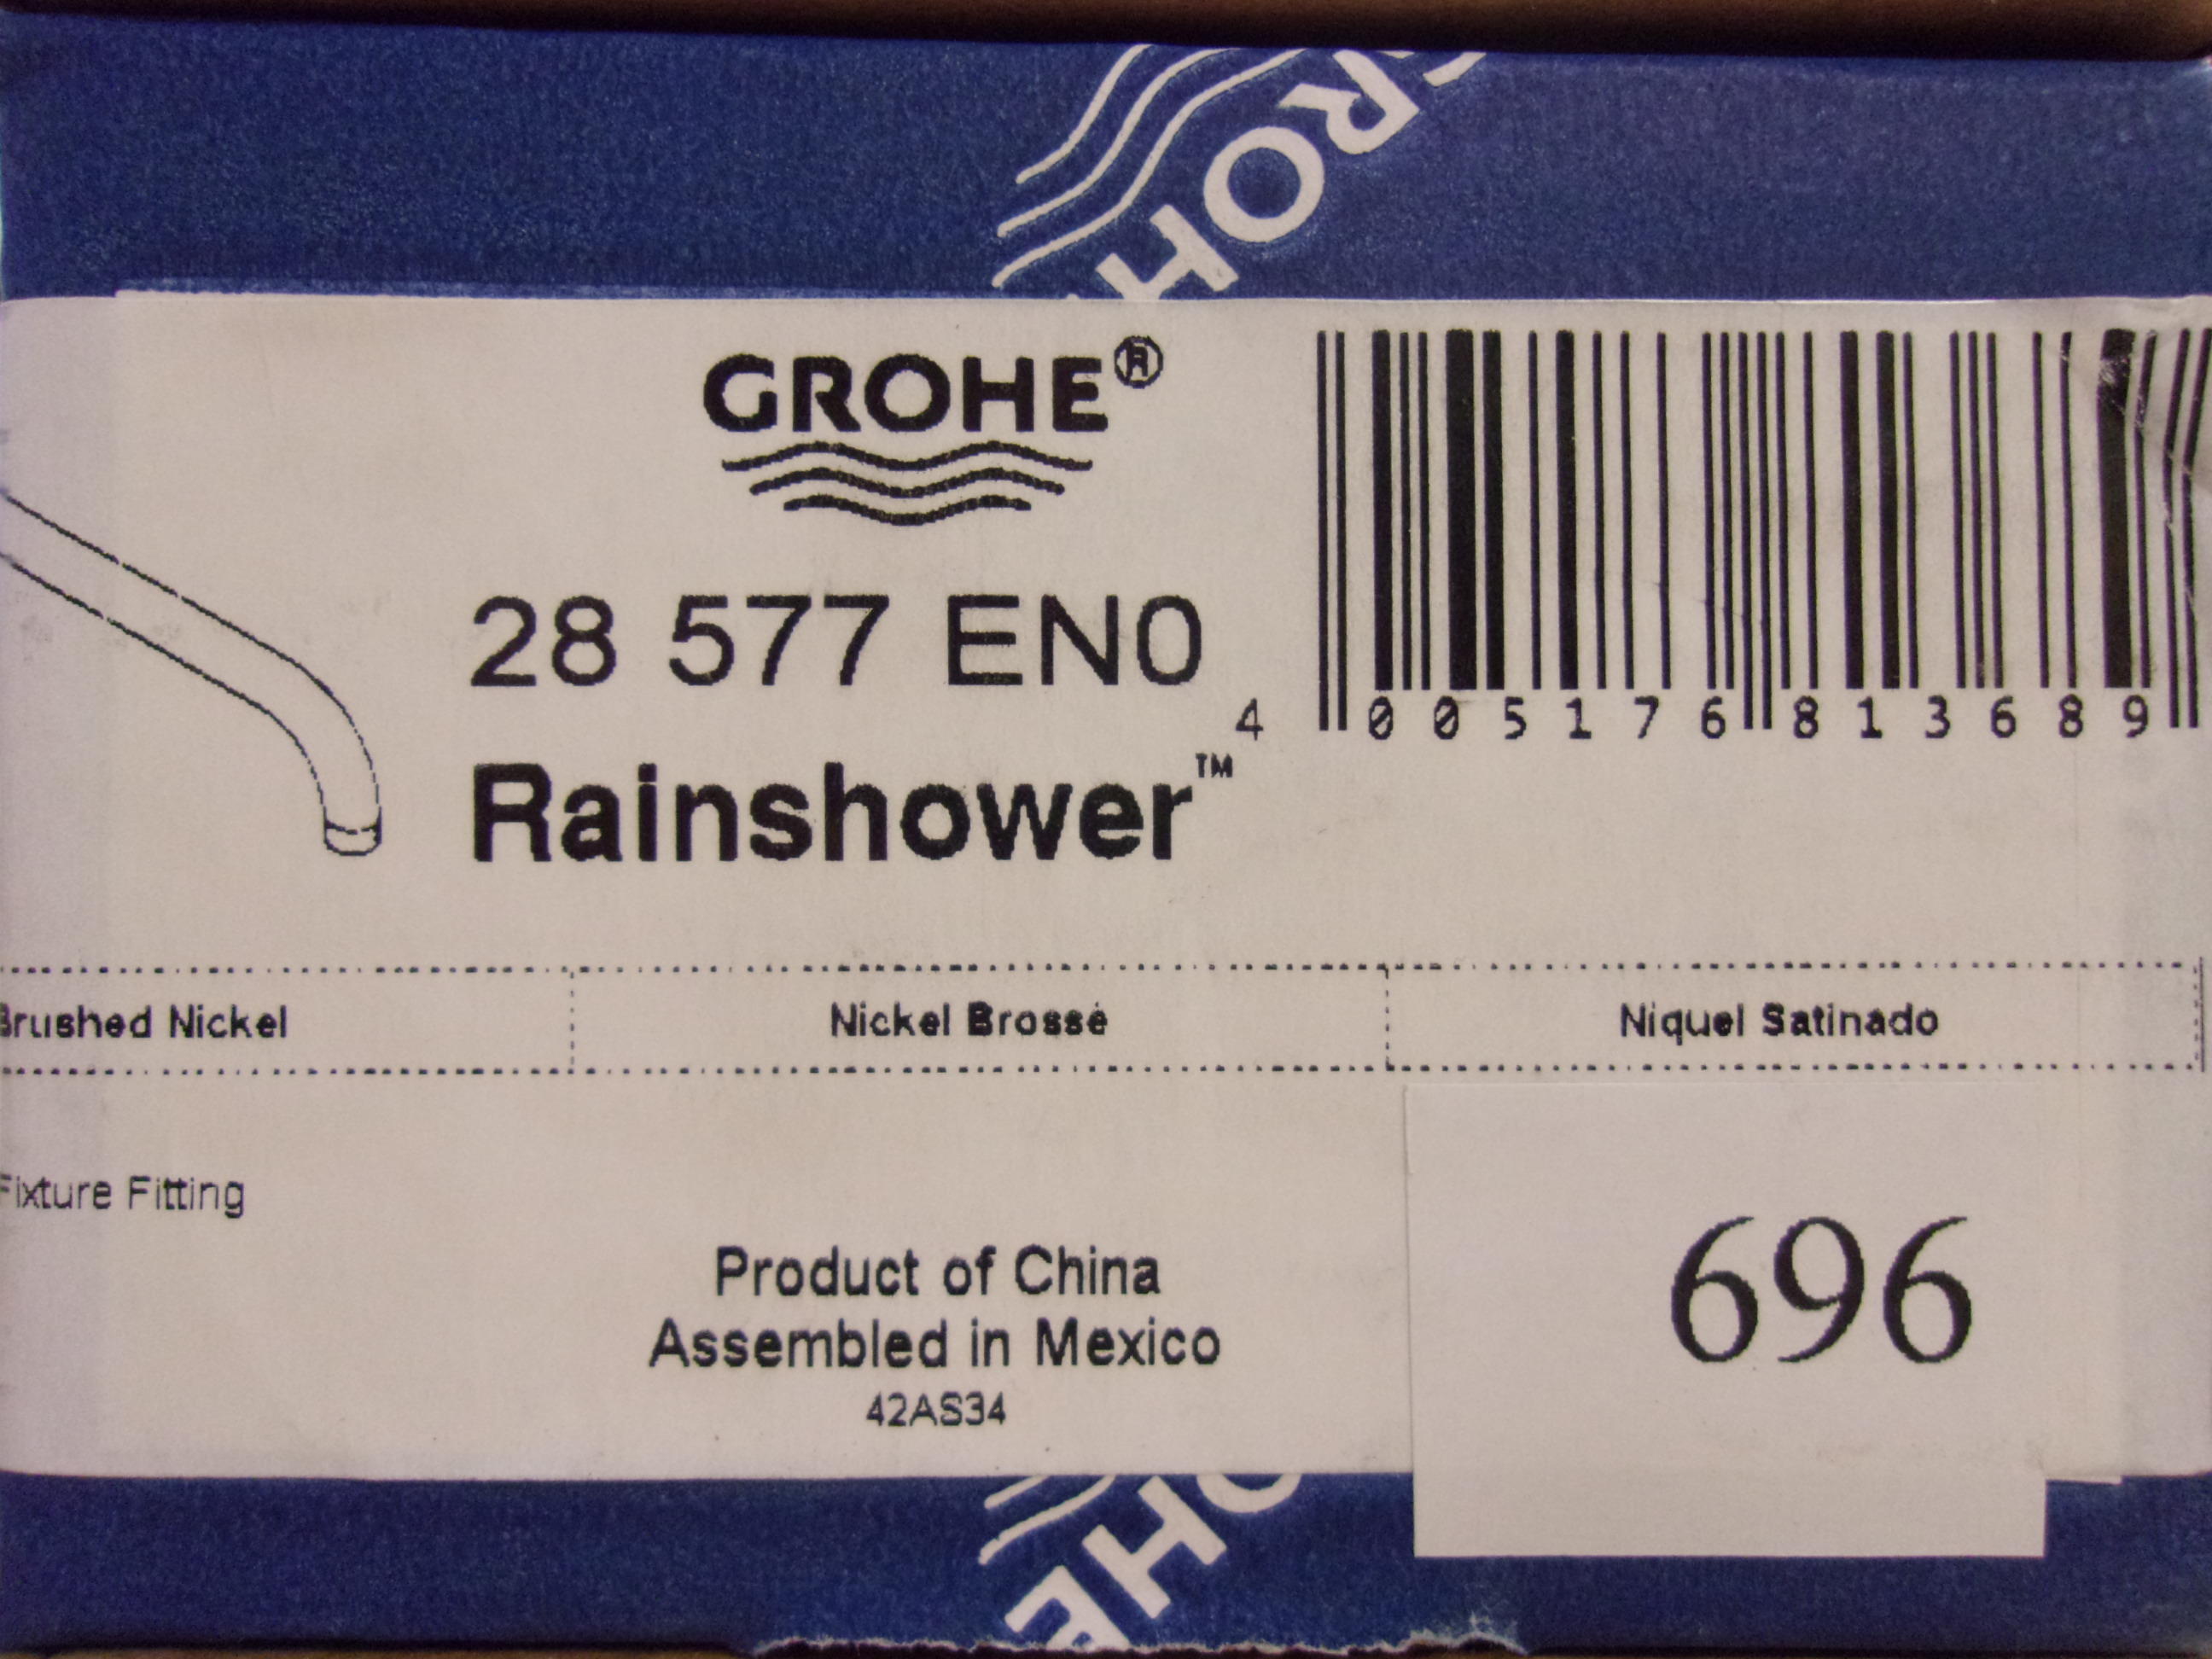 GROHE
GROHE®
28 577 EN0
4 005176 813689
Rainshower™
Brushed Nickel
Nickel Brossé
Niquel Satinado
Fixture Fitting
696
Product of China
Assembled in Mexico
42AS34